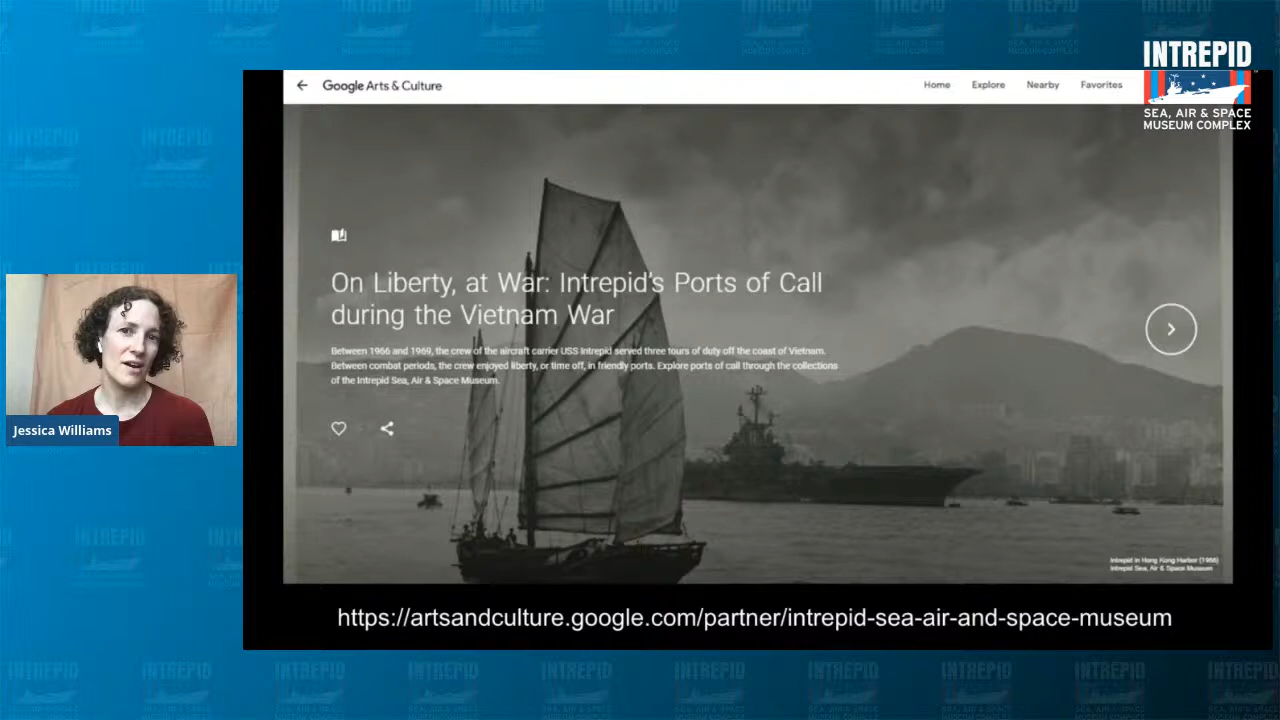 INTREPID
SEA, AIR & SPACE
MUSEUM COMPLEX
Google Arts & Culture
Home
Explore
Nearby
Favorites
On Liberty, at War: Intrepid's Ports of Call
during the Vietnam War
Between 1966 and 1969, the crew of the aircraft carrier USS Intrepid served three tours of duty off the coast of Vietnam.
Between combat periods, the crew enjoyed liberty, or time off, in friendly ports. Explore ports of call through the collections
of the Intrepid Sea, Air & Space Museum.
Jessica Williams
Intrepid in Hong Kong Harbor (1966)
Intrepid Sea, Air & Space Museum
https://artsandculture.google.com/partner/intrepid-sea-air-and-space-museum